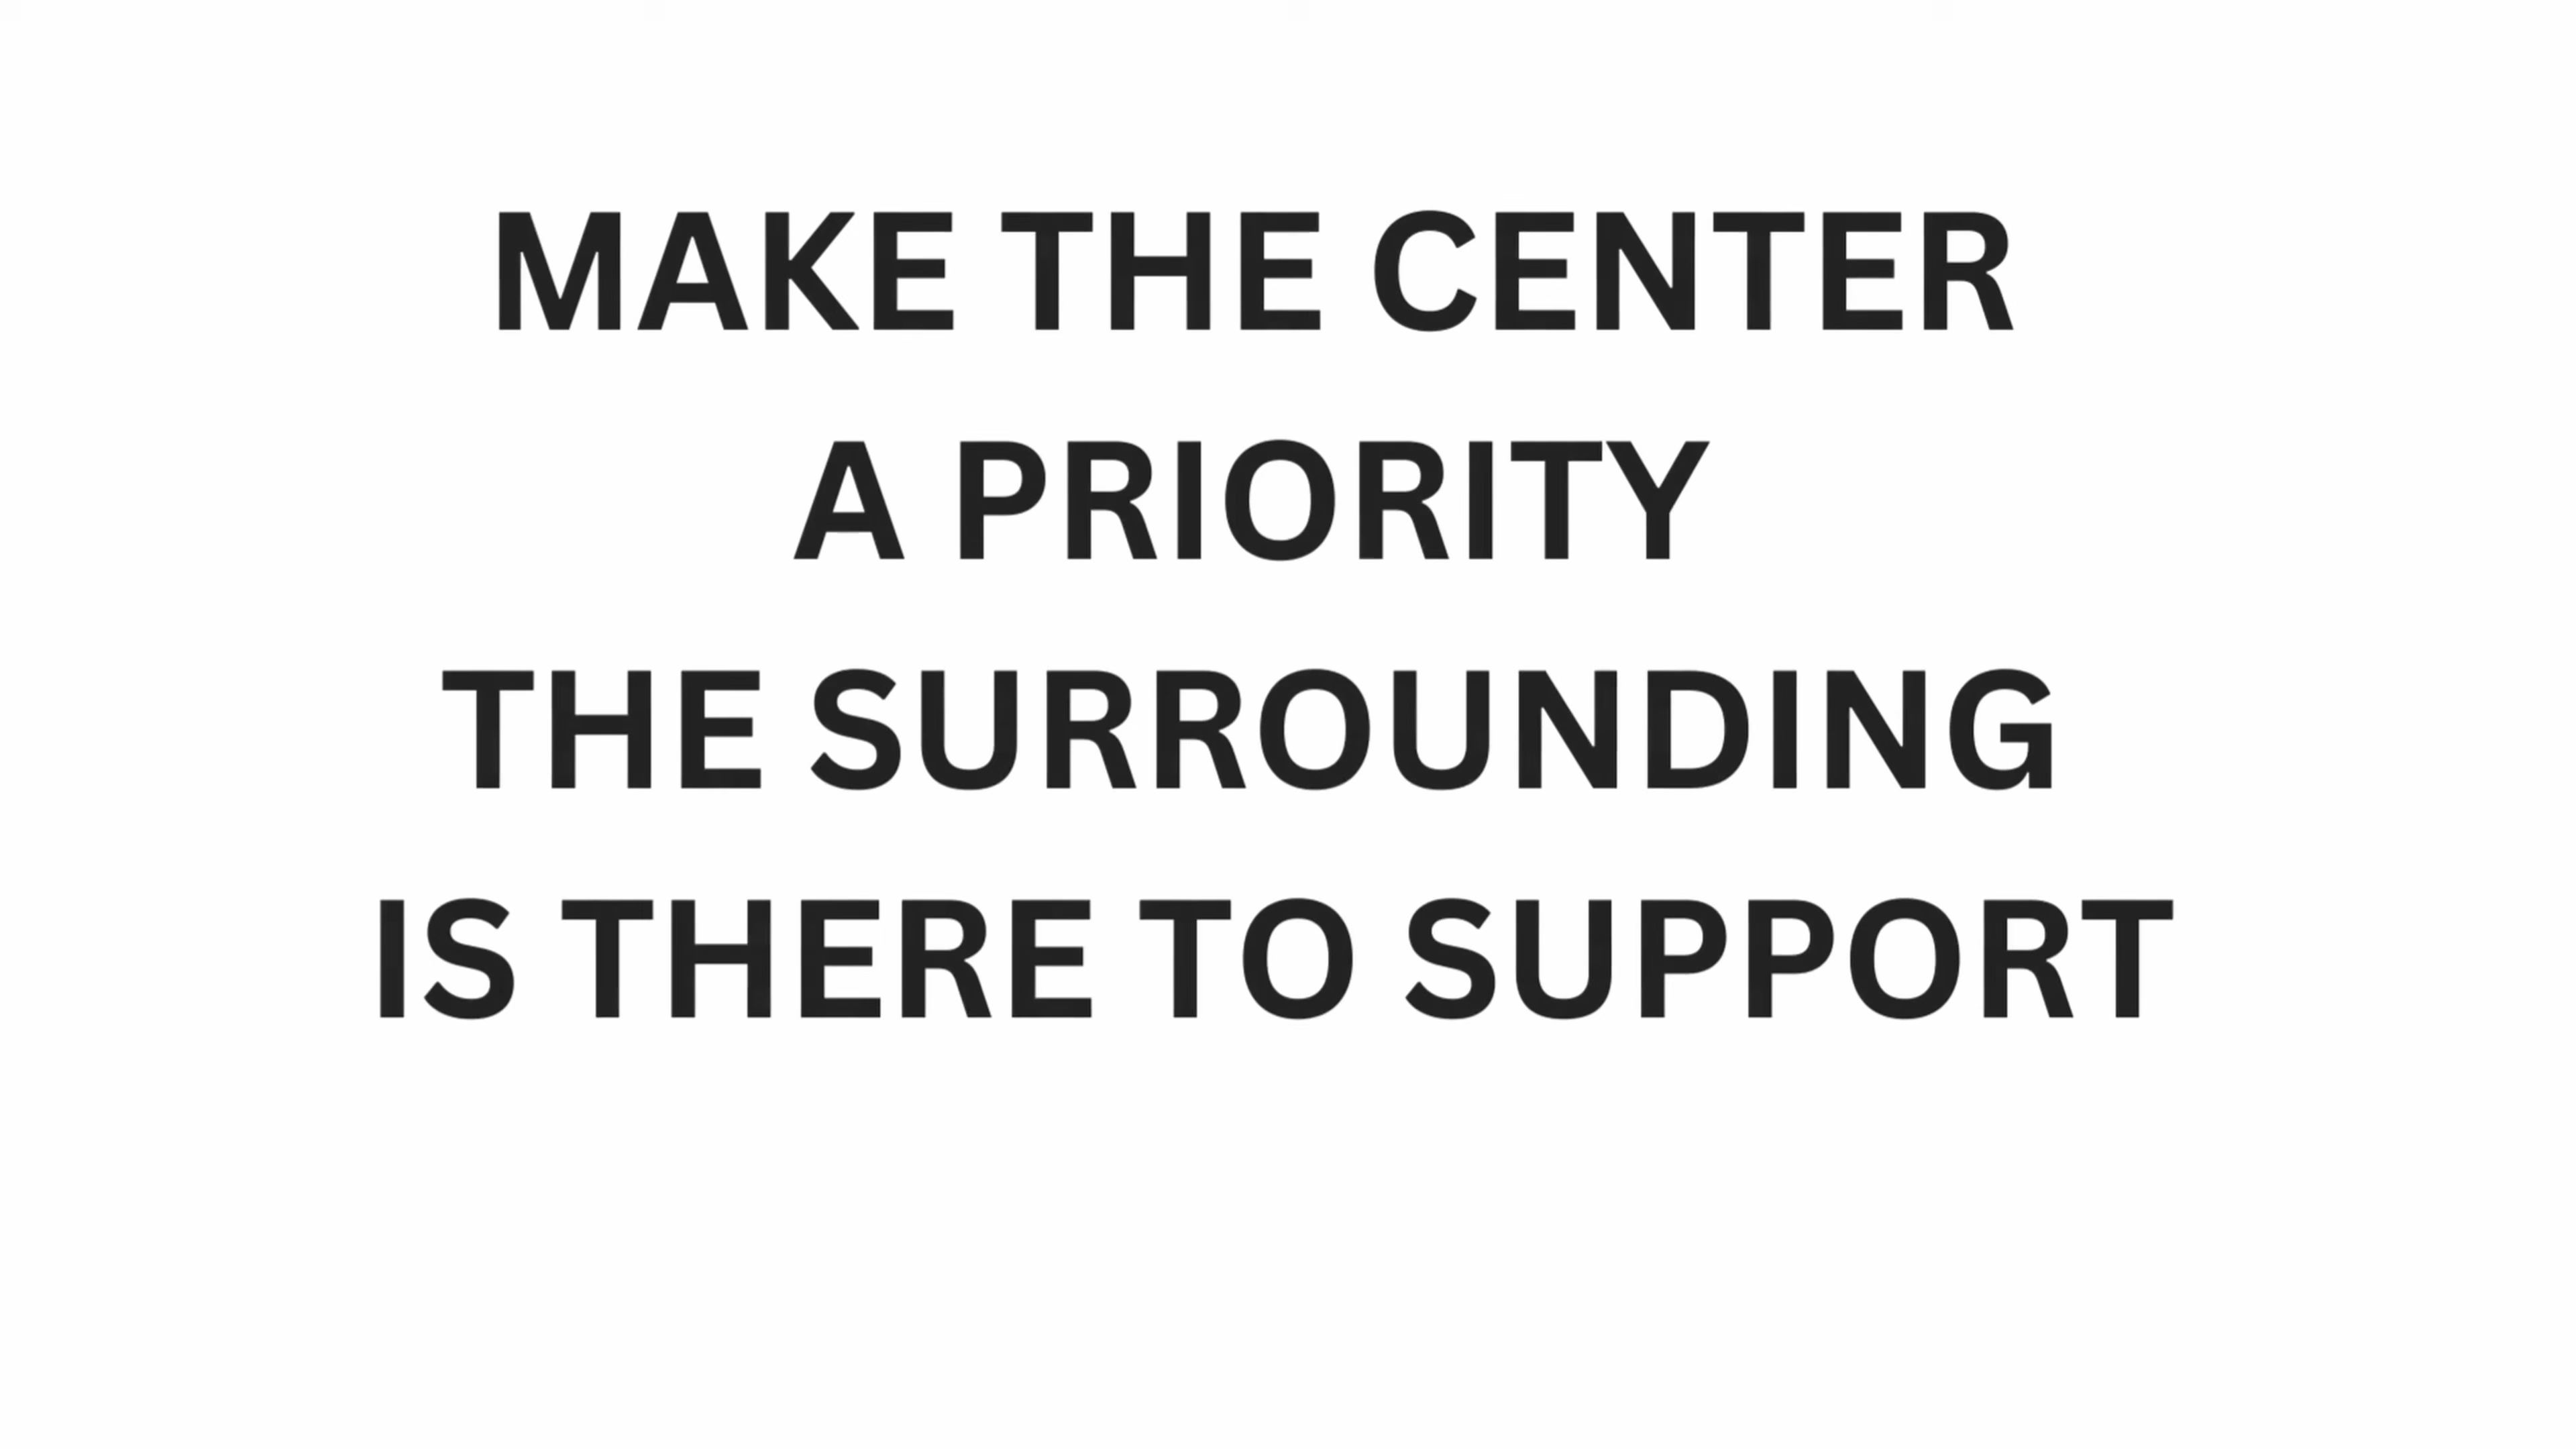 MAKE THE CENTER
A PRIORITY
THE SURROUNDING
IS THERE TO SUPPORT